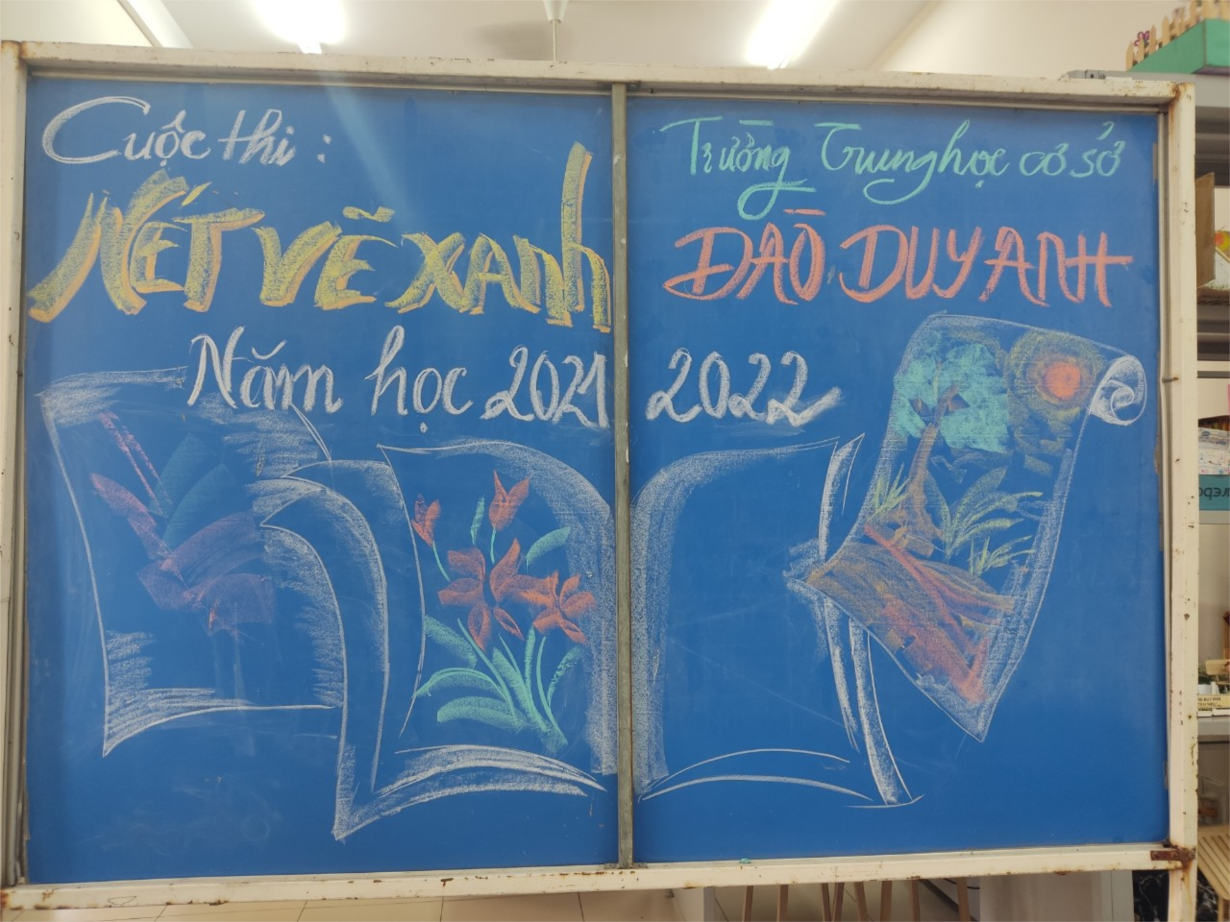 Cuộc thi :
NÉT VẼ XANh
Năm học 2021 2022
Trường Trung học cơ sở
ĐÀO DUY ANH